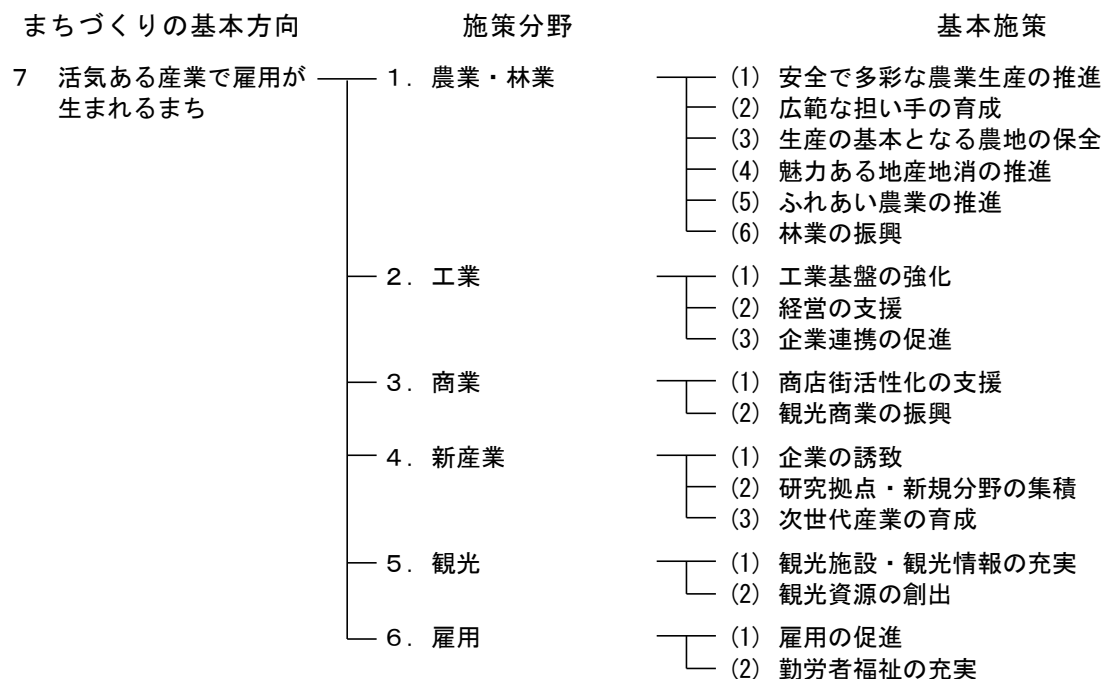 まちづくりの基本方向 施策分野 基本施策
7 活気ある産業で雇用が 1．農業・林業 (1) 安全で多彩な農業生産の推進
生まれるまち (2) 広範な担い手の育成
(3) 生産の基本となる農地の保全
(4) 魅力ある地産地消の推進
(5) ふれあい農業の推進
(6) 林業の振興
2．工業 (1) 工業基盤の強化
(2) 経営の支援
(3) 企業連携の促進
3．商業 (1) 商店街活性化の支援
(2) 観光商業の振興
4．新産業 (1) 企業の誘致
(2) 研究拠点・新規分野の集積
(3) 次世代産業の育成
5．観光 (1) 観光施設・観光情報の充実
(2) 観光資源の創出
6．雇用 (1) 雇用の促進
(2) 勤労者福祉の充実